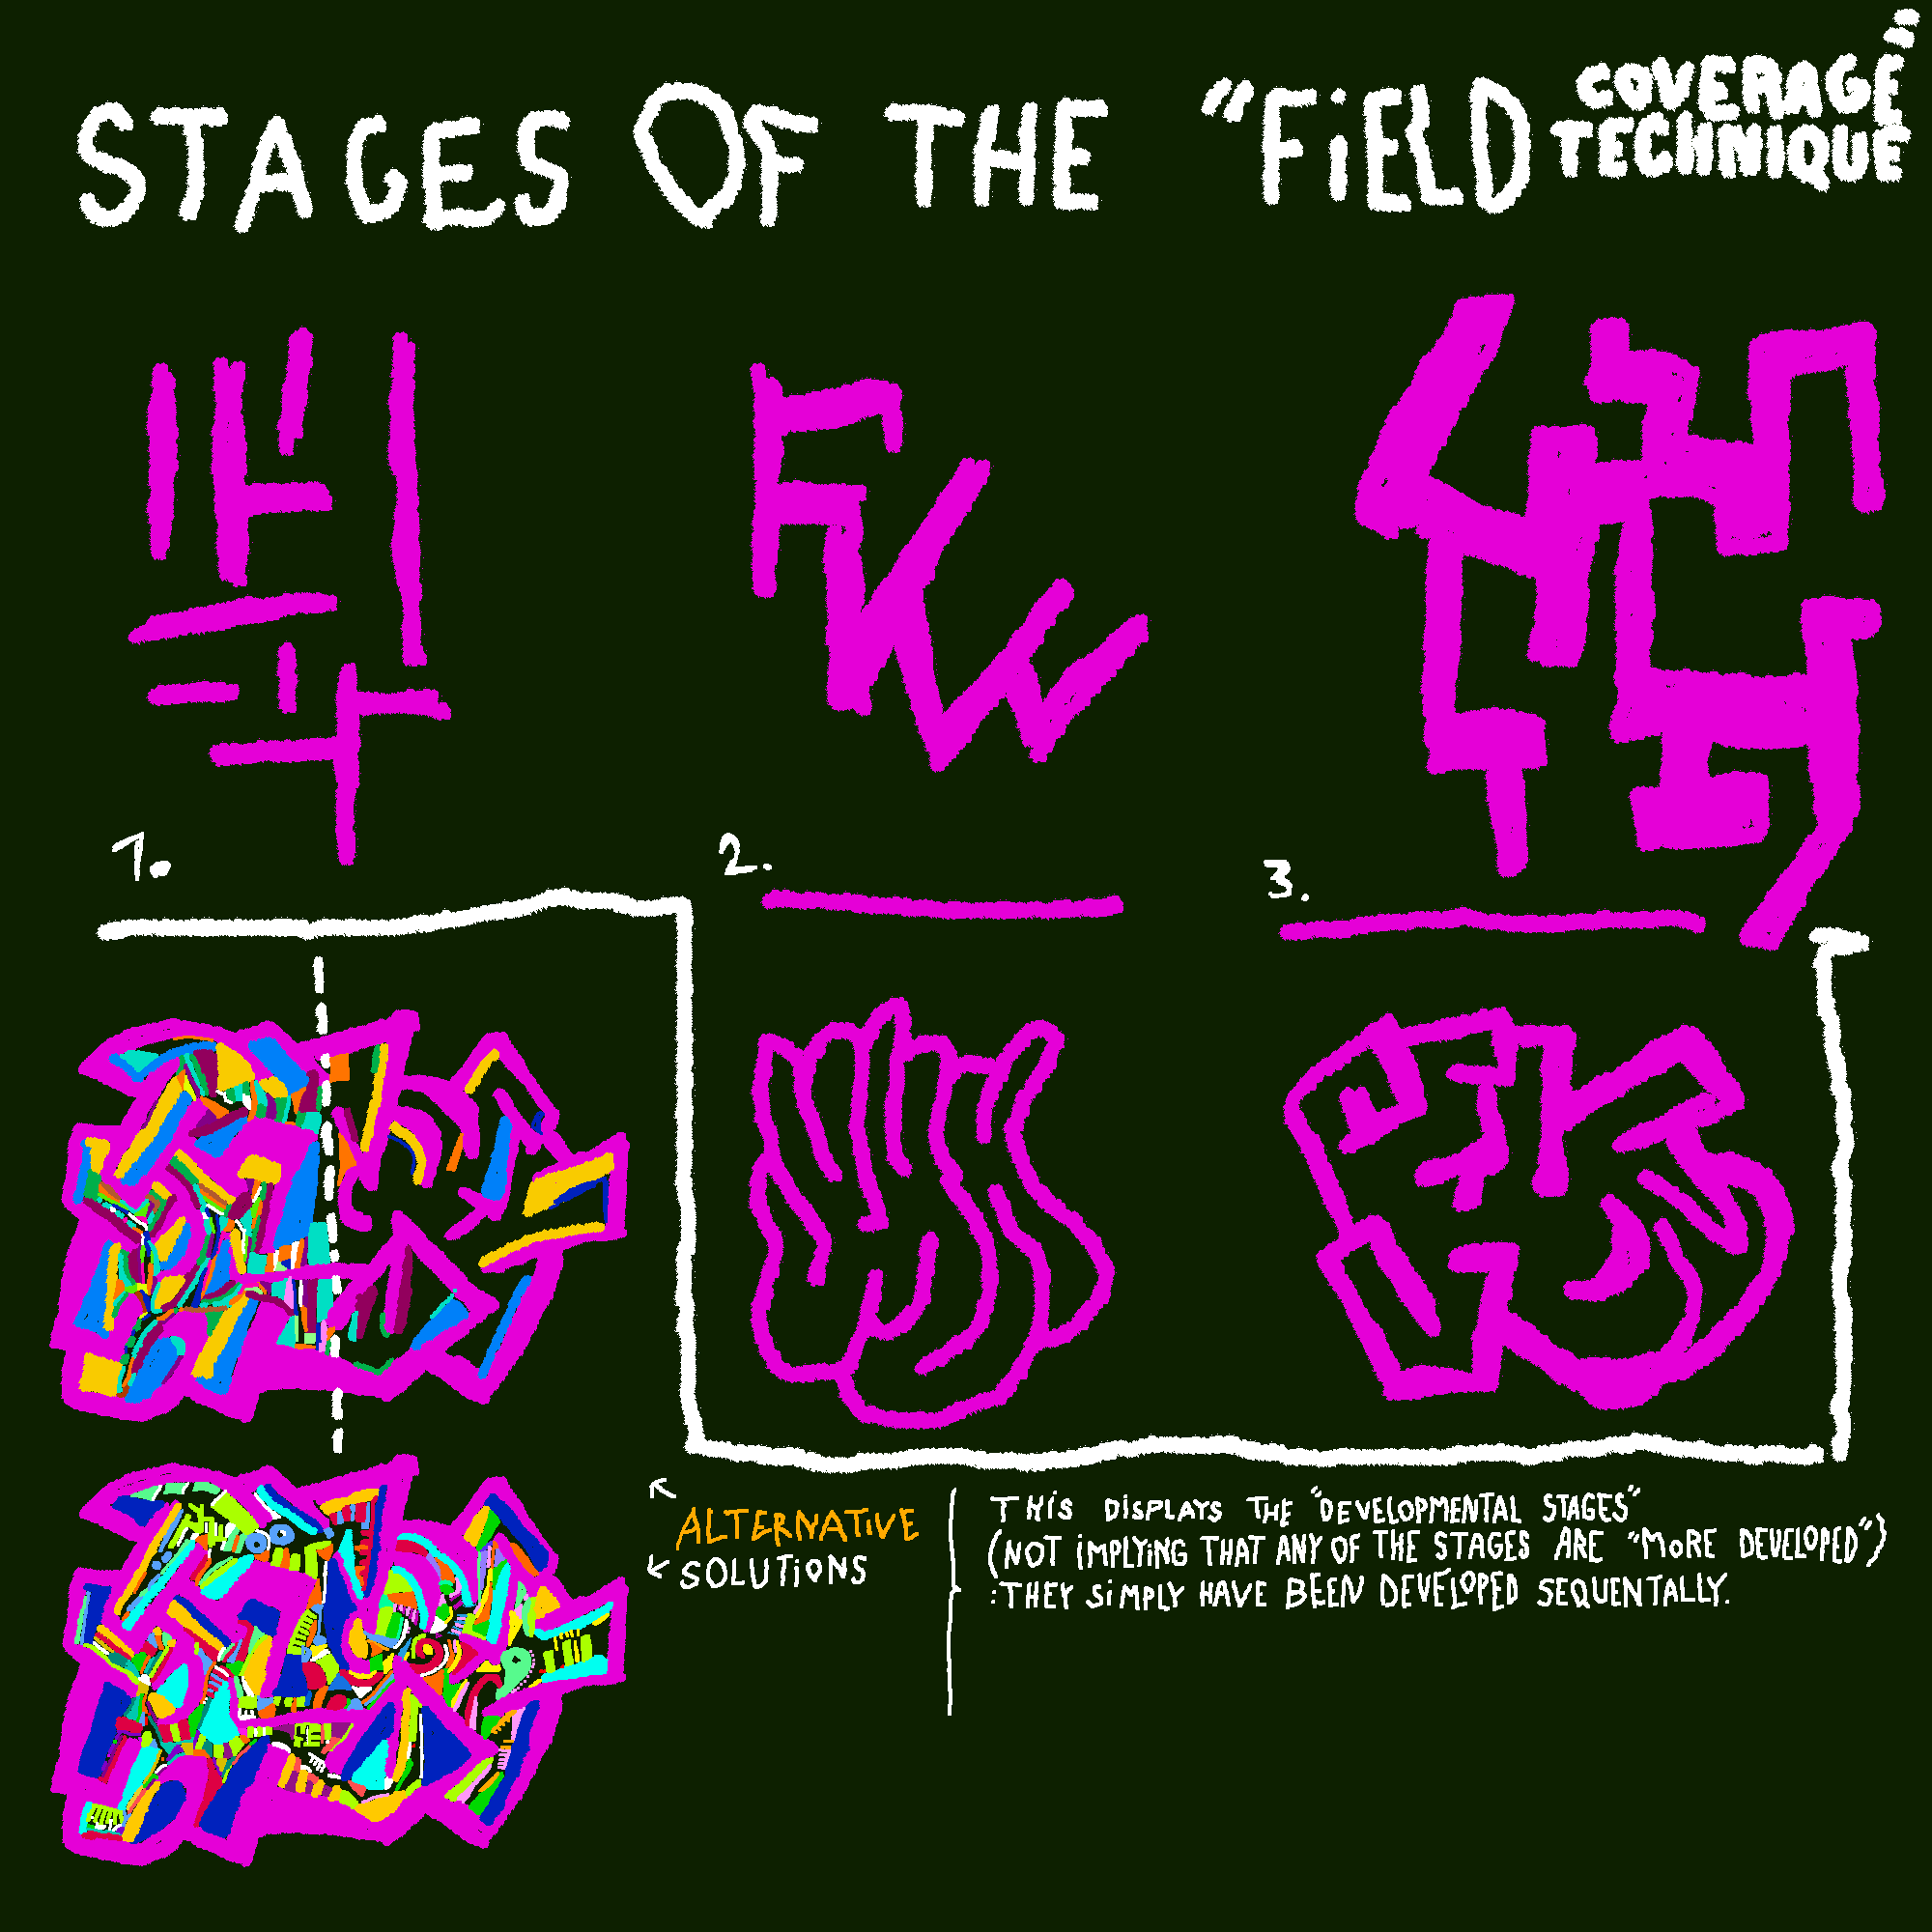 STAGES OF THE "FiELD COVERAGE TECHNIQUE"
1.
2.
3.
ALTERNATiVE
SOLUTiONS
THiS DiSPLAYS THE "DEVELOPMENTAL STAGES"
(NOT iMPLYiNG THAT ANY OF THE STAGES ARE "MORE DEVELOPED")
:THEY SiMPLY HAVE BEEN DEVELOPED SEQUENTALLY.